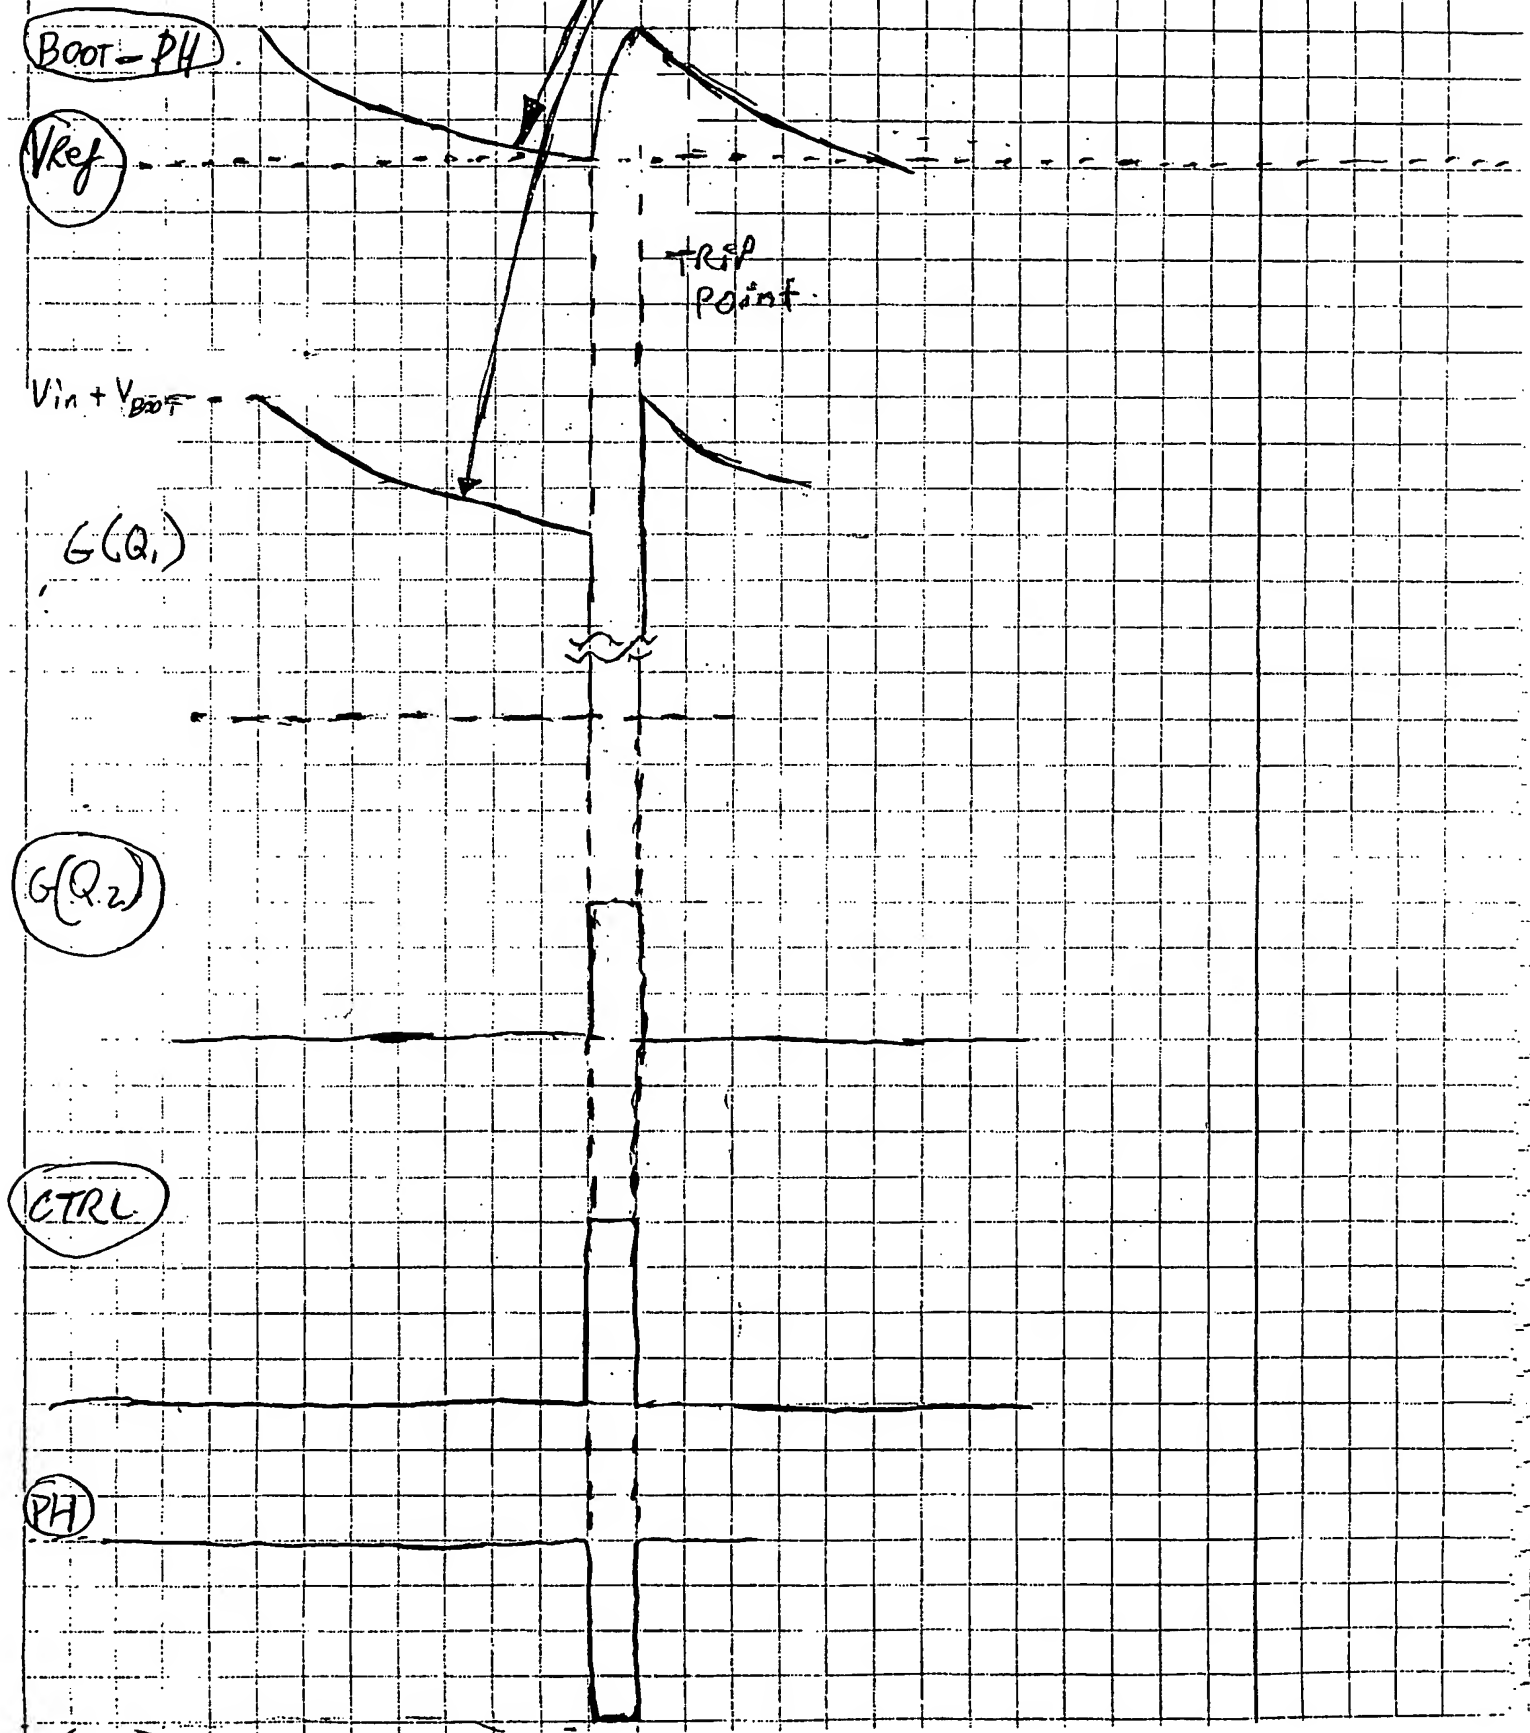 BOOT - PH
VRef
TRiP
Point.
Vin + VBOOT
G(Q1)
G(Q2)
CTRL
PH